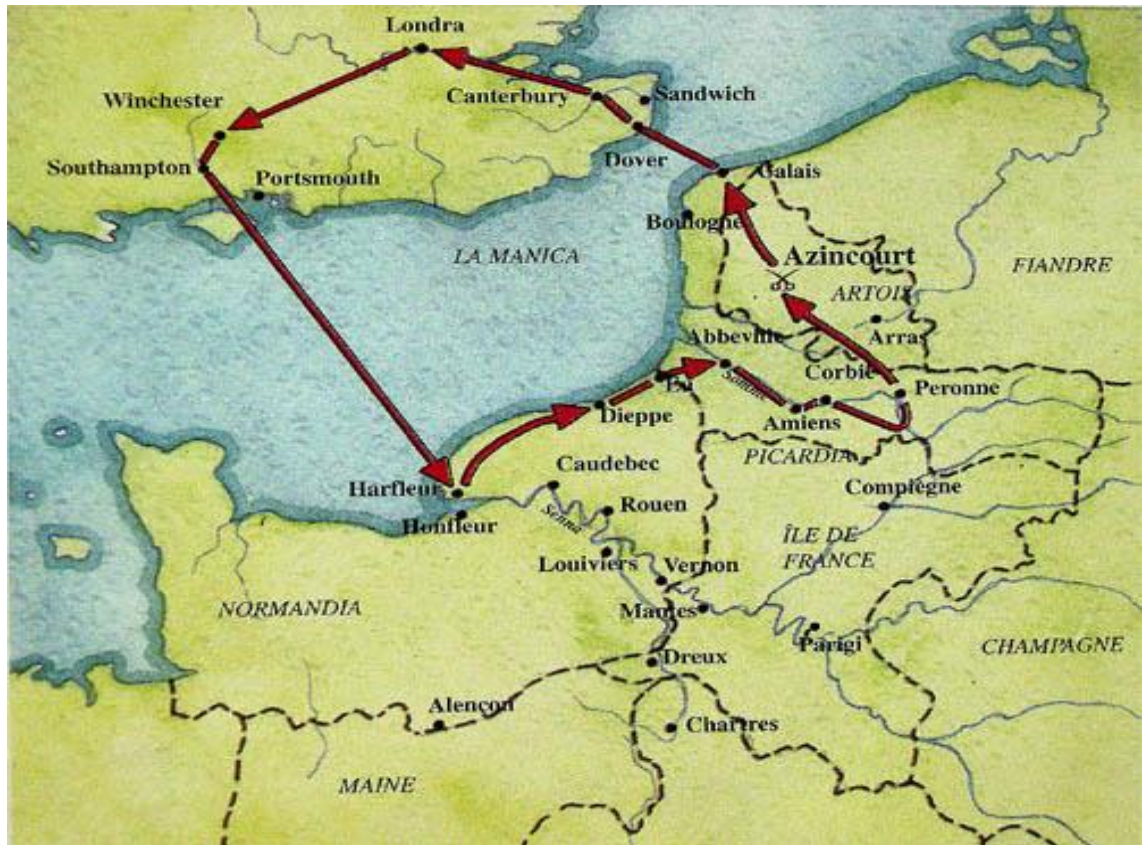 Londra
Winchester
Canterbury
Sandwich
Southampton
Portsmouth
Dover
Calais
Boulogne
LA MANICA
Azincourt
FIANDRE
ARTOIS
Abbeville
Arras
Corbie
Eu
Somme
Peronne
Dieppe
Amiens
PICARDIA
Caudebec
Harfleur
Compiègne
Honfleur
Senna
Rouen
ÎLE DE
FRANCE
Louiviers
Vernon
NORMANDIA
Mantes
Parigi
CHAMPAGNE
Dreux
Alençon
Chartres
MAINE